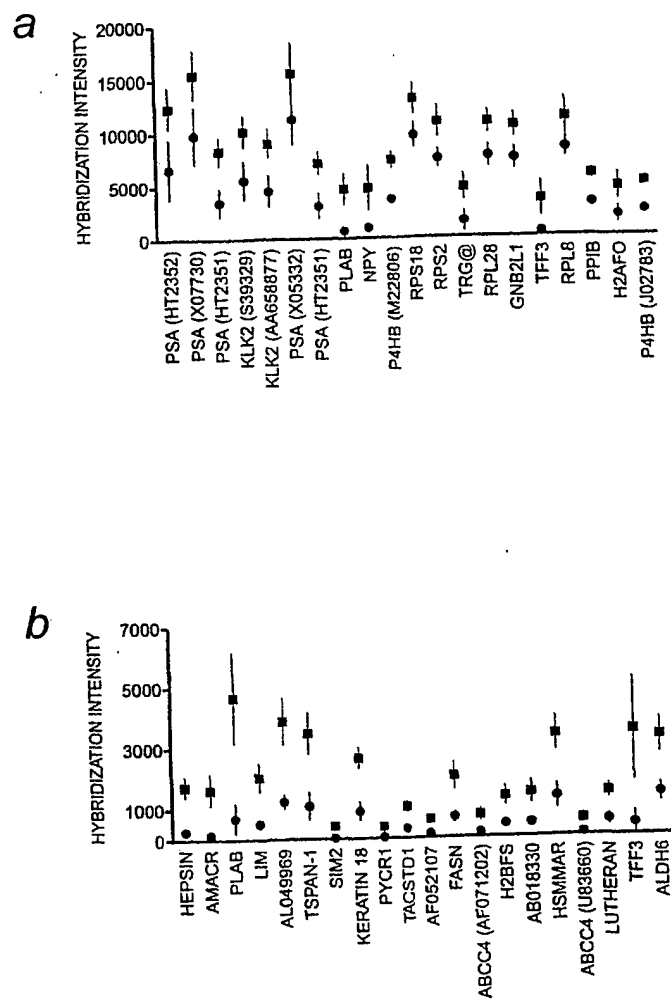 a
HYBRIDIZATION INTENSITY
20000
15000
10000
5000
0
PSA (HT2352)
PSA (X07730)
PSA (HT2351)
KLK2 (S39329)
KLK2 (AA658877)
PSA (X05332)
PSA (HT2351)
PLAB
NPY
P4HB (M22806)
RPS18
RPS2
TRG@
RPL28
GNB2L1
TFF3
RPL8
PPIB
H2AFO
P4HB (J02783)
b
HYBRIDIZATION INTENSITY
7000
5000
3000
1000
0
HEPSIN
AMACR
PLAB
LIM
AL049969
TSPAN-1
SIM2
KERATIN 18
PYCR1
TACSTD1
AF052107
FASN
ABCC4 (AF071202)
H2BFS
AB018330
HSMMAR
ABCC4 (U83660)
LUTHERAN
TFF3
ALDH6